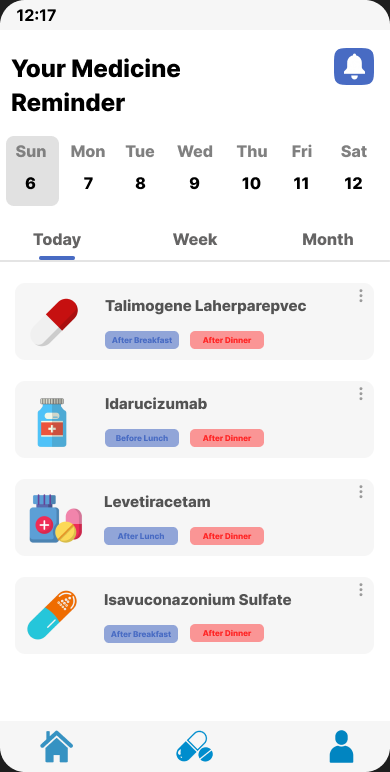 12:17
Your Medicine
Reminder
Sun Mon Tue Wed Thu Fri Sat
6 7 8 9 10 11 12
Today Week Month
Talimogene Laherparepvec
After Breakfast After Dinner
Idarucizumab
Before Lunch After Dinner
Levetiracetam
After Lunch After Dinner
Isavuconazonium Sulfate
After Breakfast After Dinner